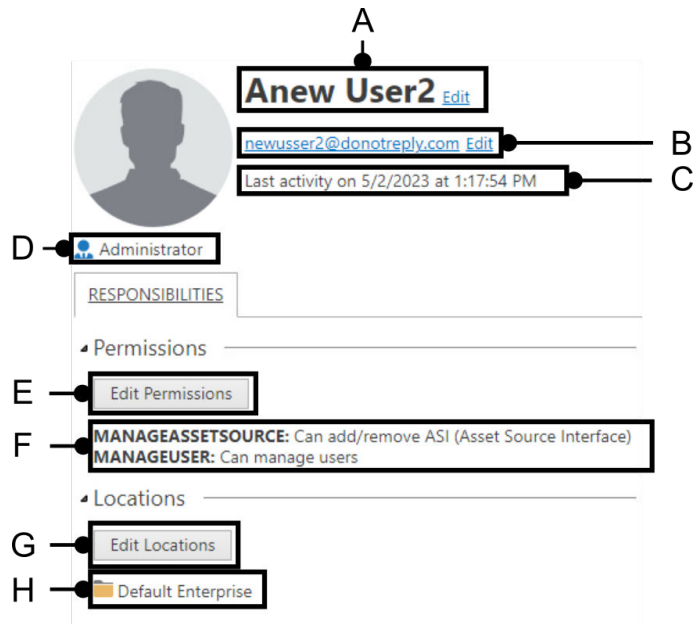 A
Anew User2 Edit
newusser2@donotreply.com Edit
B
Last activity on 5/2/2023 at 1:17:54 PM
C
D
Administrator
RESPONSIBILITIES
Permissions
E
Edit Permissions
F
MANAGEASSETSOURCE: Can add/remove ASI (Asset Source Interface)
MANAGEUSER: Can manage users
Locations
G
Edit Locations
H
Default Enterprise